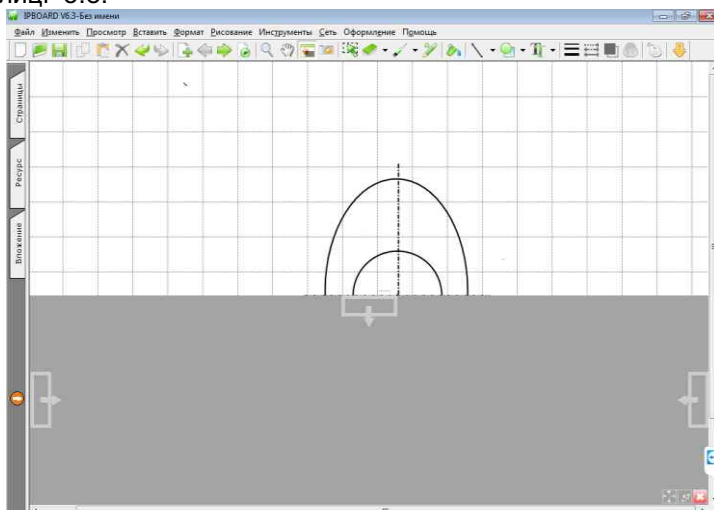 IPBOARD V6.3-Без имени
Файл Изменить Просмотр Вставить Формат Рисование Инструменты Сеть Оформление Помощь
Страницы
Ресурс
Вложение